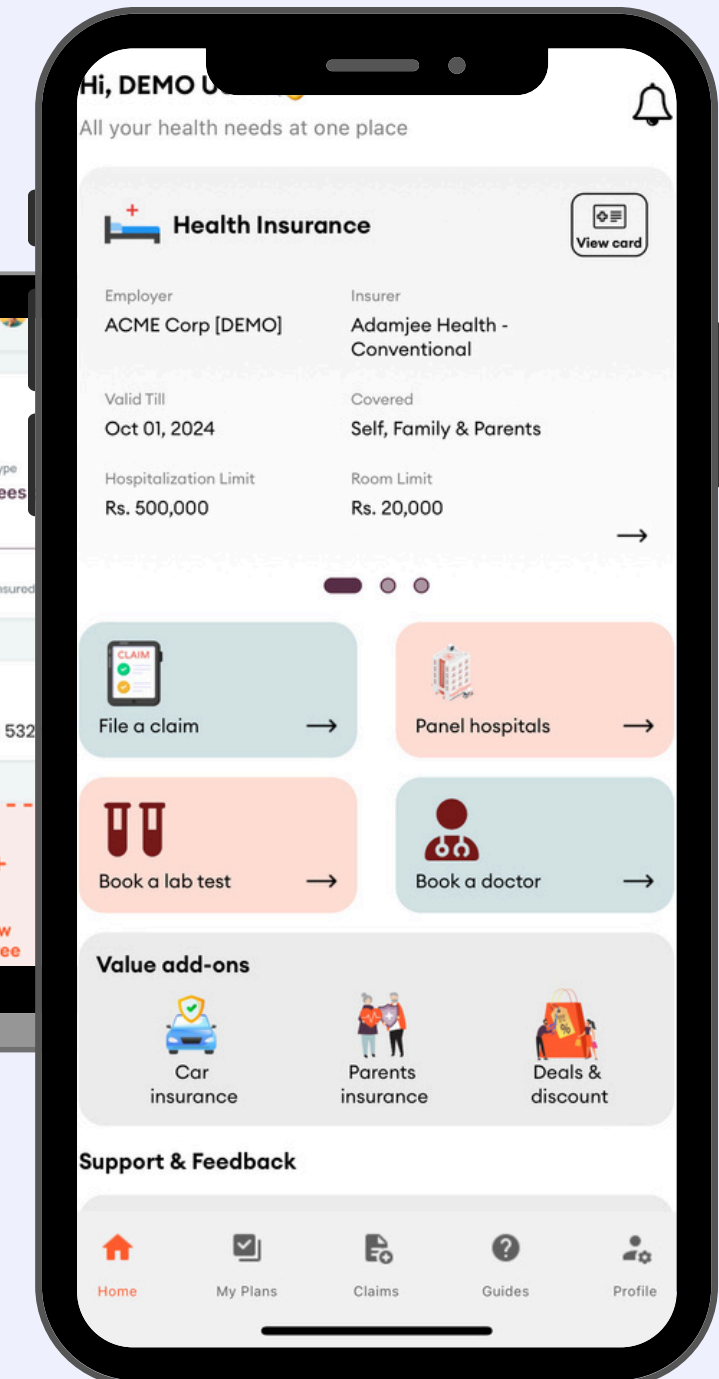 Hi, DEMO
All your health needs at one place
Health Insurance
View card
Employer
Insurer
ACME Corp [DEMO]
Adamjee Health -
Conventional
Valid Till
Covered
Oct 01, 2024
Self, Family & Parents
Hospitalization Limit
Room Limit
Rs. 500,000
Rs. 20,000
CLAIM
File a claim
Panel hospitals
Book a lab test
Book a doctor
Value add-ons
Car
insurance
Parents
insurance
Deals &
discount
Support & Feedback
Home
My Plans
Claims
Guides
Profile
532